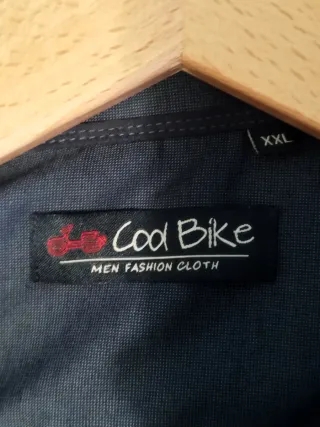 XXL
Cool Bike
MEN FASHION CLOTH